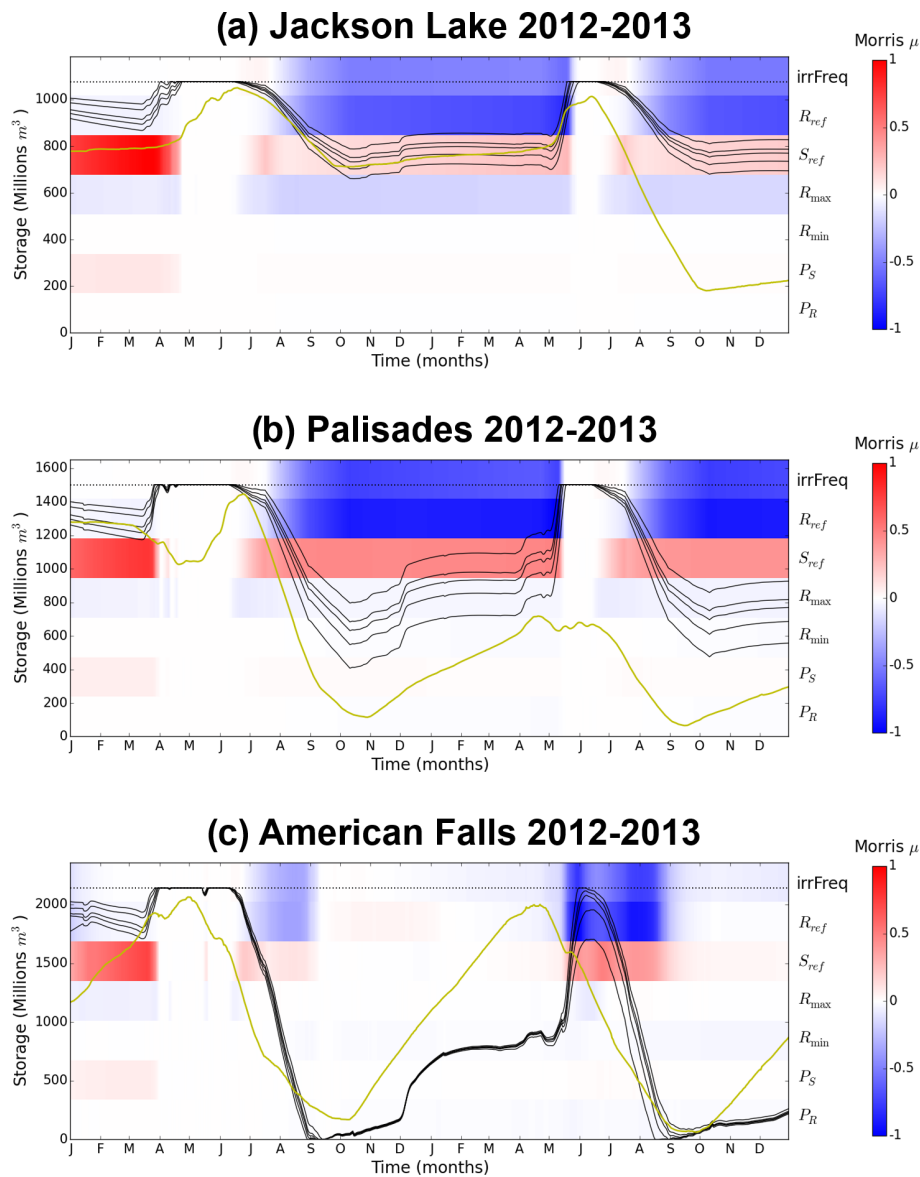 (a) Jackson Lake 2012-2013
Morris μ
Storage (Millions m³ )
1000
800
600
400
200
0
J F M A M J J A S O N D J F M A M J J A S O N D
Time (months)
irrFreq
R_ref
S_ref
R_max
R_min
P_S
P_R
1
0.5
0
-0.5
-1
(b) Palisades 2012-2013
Morris μ
Storage (Millions m³ )
1600
1400
1200
1000
800
600
400
200
0
J F M A M J J A S O N D J F M A M J J A S O N D
Time (months)
irrFreq
R_ref
S_ref
R_max
R_min
P_S
P_R
1
0.5
0
-0.5
-1
(c) American Falls 2012-2013
Morris μ
Storage (Millions m³ )
2000
1500
1000
500
0
J F M A M J J A S O N D J F M A M J J A S O N D
Time (months)
irrFreq
R_ref
S_ref
R_max
R_min
P_S
P_R
1
0.5
0
-0.5
-1